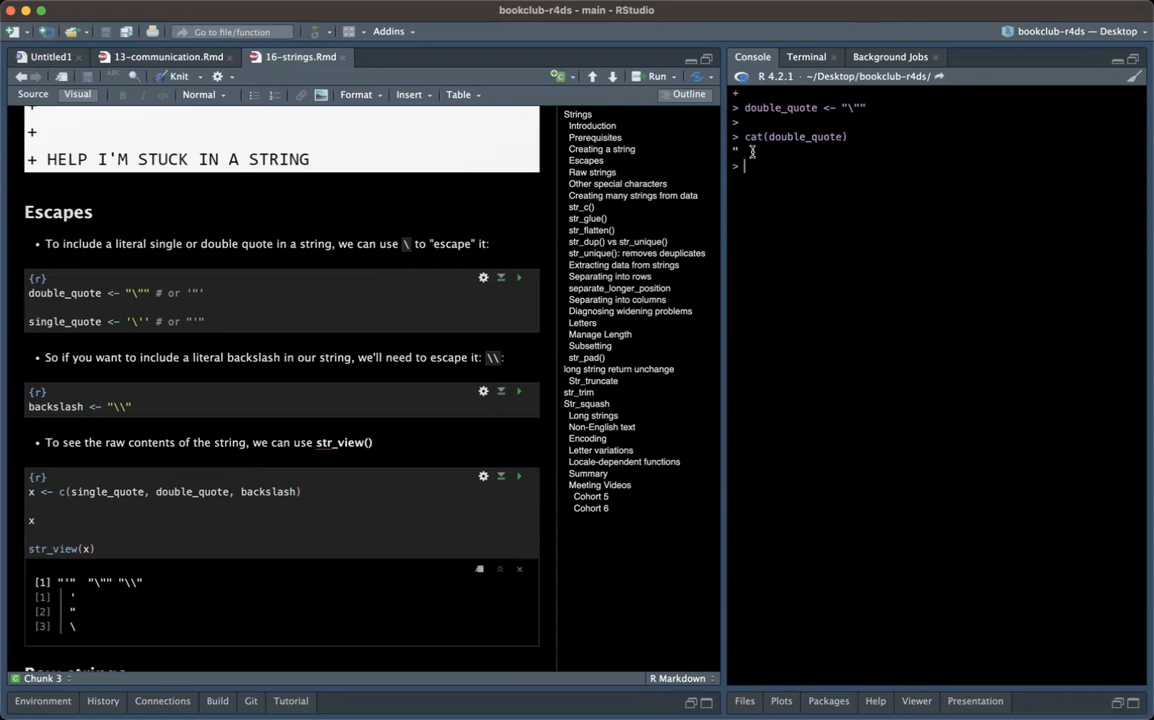 bookclub-r4ds - main - RStudio
Go to file/function
Addins
bookclub-r4ds — Desktop
Untitled1
13-communication.Rmd
16-strings.Rmd
Knit
Run
Source
Visual
B
I
Normal
Format
Insert
Table
Outline
+
+
+ HELP I'M STUCK IN A STRING
Escapes
• To include a literal single or double quote in a string, we can use \ to "escape" it:
{r}
double_quote <- "\"" # or '"'
single_quote <- '\'' # or "'"
• So if you want to include a literal backslash in our string, we'll need to escape it: \\:
{r}
backslash <- "\\"
• To see the raw contents of the string, we can use str_view()
{r}
x <- c(single_quote, double_quote, backslash)
x
str_view(x)
[1] "'"  "\"" "\\"
[1] │ '
[2] │ "
[3] │ \
Chunk 3
R Markdown
Strings
Introduction
Prerequisites
Creating a string
Escapes
Raw strings
Other special characters
Creating many strings from data
str_c()
str_glue()
str_flatten()
str_dup() vs str_unique()
str_unique(): removes deuplicates
Extracting data from strings
Separating into rows
separate_longer_position
Separating into columns
Diagnosing widening problems
Letters
Manage Length
Subsetting
str_pad()
long string return unchange
Str_truncate
str_trim
Str_squash
Long strings
Non-English text
Encoding
Letter variations
Locale-dependent functions
Summary
Meeting Videos
Cohort 5
Cohort 6
Console
Terminal
Background Jobs
R 4.2.1 · ~/Desktop/bookclub-r4ds/
+
> double_quote <- "\""
>
> cat(double_quote)
"
>
Environment
History
Connections
Build
Git
Tutorial
Files
Plots
Packages
Help
Viewer
Presentation